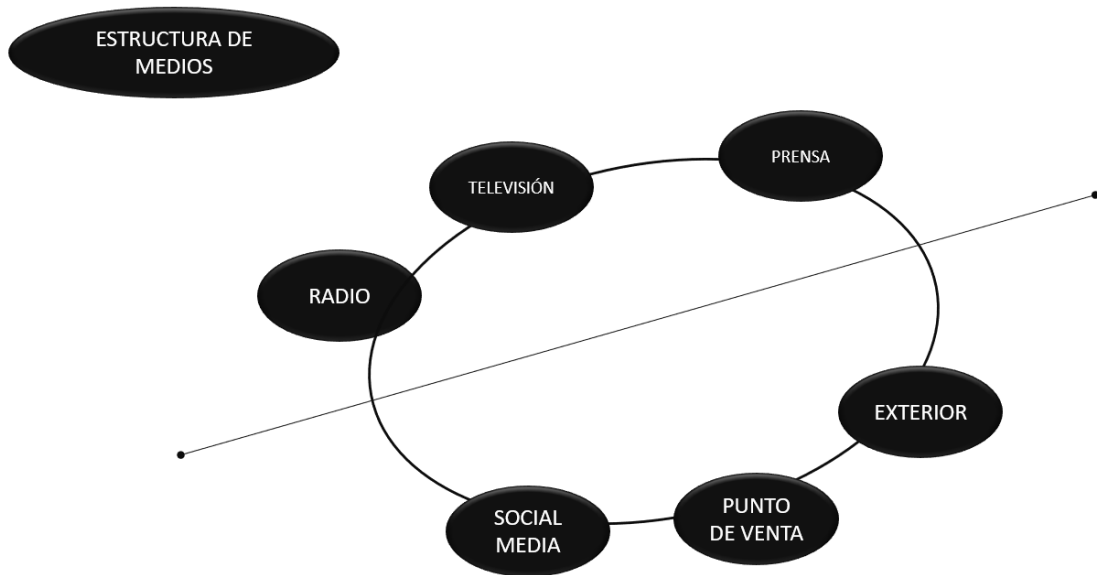 ESTRUCTURA DE
MEDIOS
PRENSA
TELEVISIÓN
RADIO
EXTERIOR
PUNTO
DE VENTA
SOCIAL
MEDIA